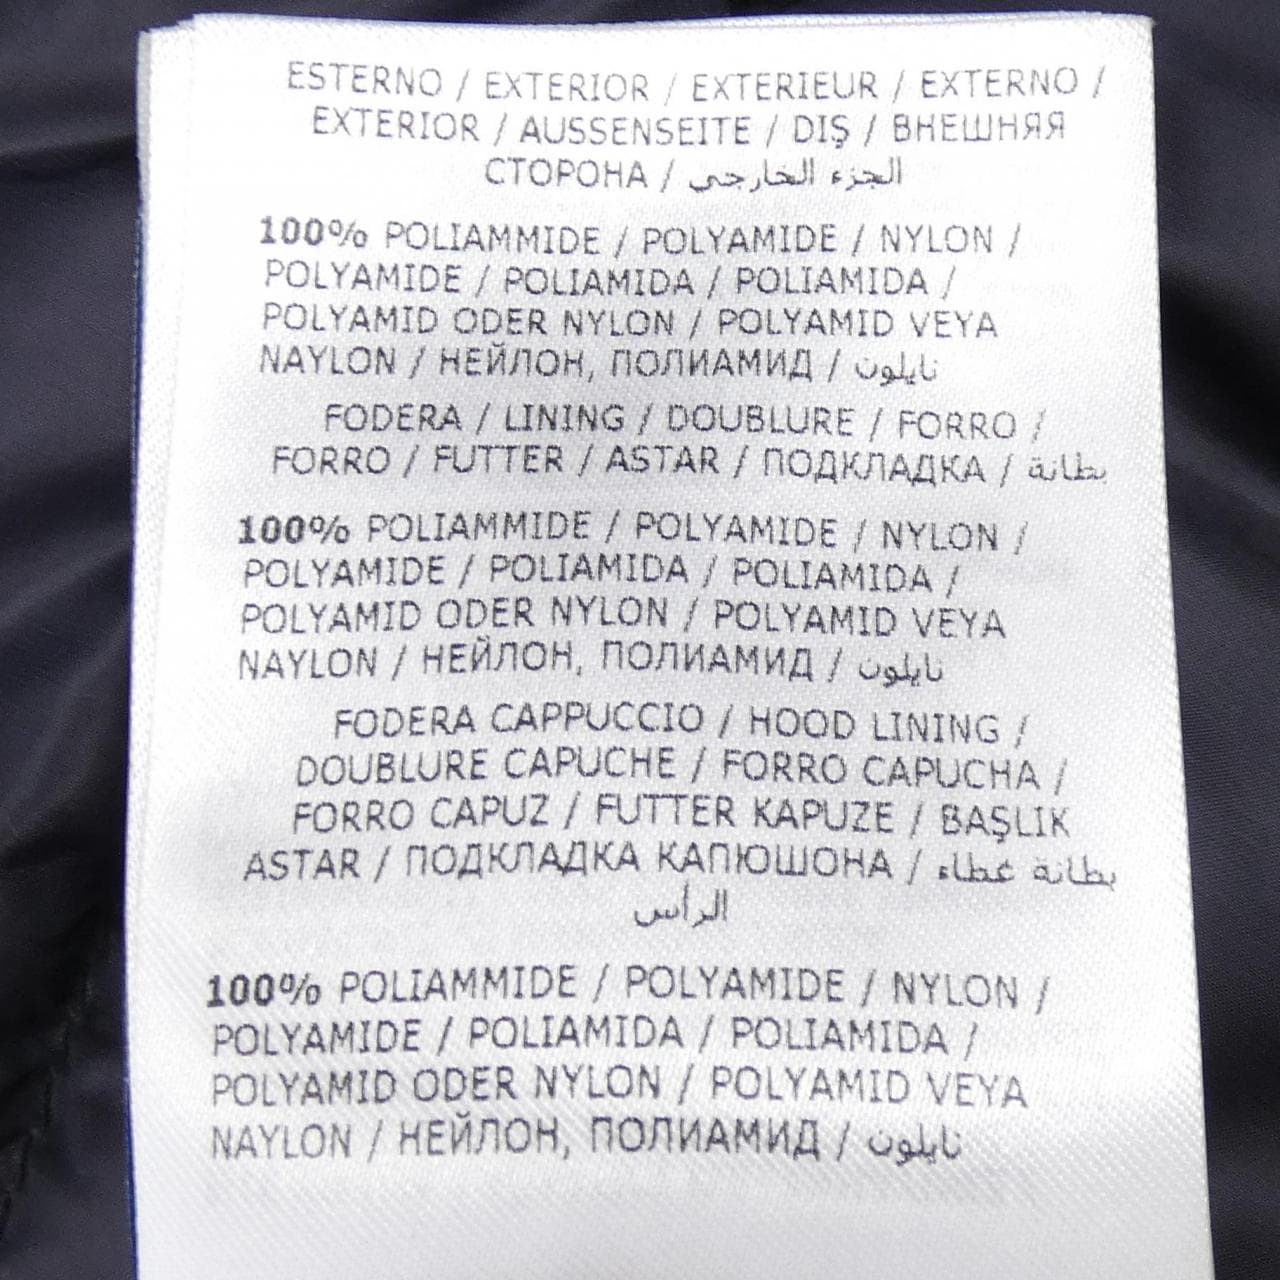 ESTERNO / EXTERIOR / EXTERIEUR / EXTERNO /
EXTERIOR / AUSSENSEITE / DIŞ / ВНЕШНЯЯ
СТОРОНА / الجزء الخارجي
100% POLIAMMIDE / POLYAMIDE / NYLON /
POLYAMIDE / POLIAMIDA / POLIAMIDA /
POLYAMID ODER NYLON / POLYAMID VEYA
NAYLON / НЕЙЛОН, ПОЛИАМИД / نايلون
FODERA / LINING / DOUBLURE / FORRO /
FORRO / FUTTER / ASTAR / ПОДКЛАДКА / بطانة
100% POLIAMMIDE / POLYAMIDE / NYLON /
POLYAMIDE / POLIAMIDA / POLIAMIDA /
POLYAMID ODER NYLON / POLYAMID VEYA
NAYLON / НЕЙЛОН, ПОЛИАМИД / نايلون
FODERA CAPPUCCIO / HOOD LINING /
DOUBLURE CAPUCHE / FORRO CAPUCHA /
FORRO CAPUZ / FUTTER KAPUZE / BAŞLIK
ASTAR / ПОДКЛАДКА КАПЮШОНА / بطانة غطاء
الرأس
100% POLIAMMIDE / POLYAMIDE / NYLON /
POLYAMIDE / POLIAMIDA / POLIAMIDA /
POLYAMID ODER NYLON / POLYAMID VEYA
NAYLON / НЕЙЛОН, ПОЛИАМИД / نايلون